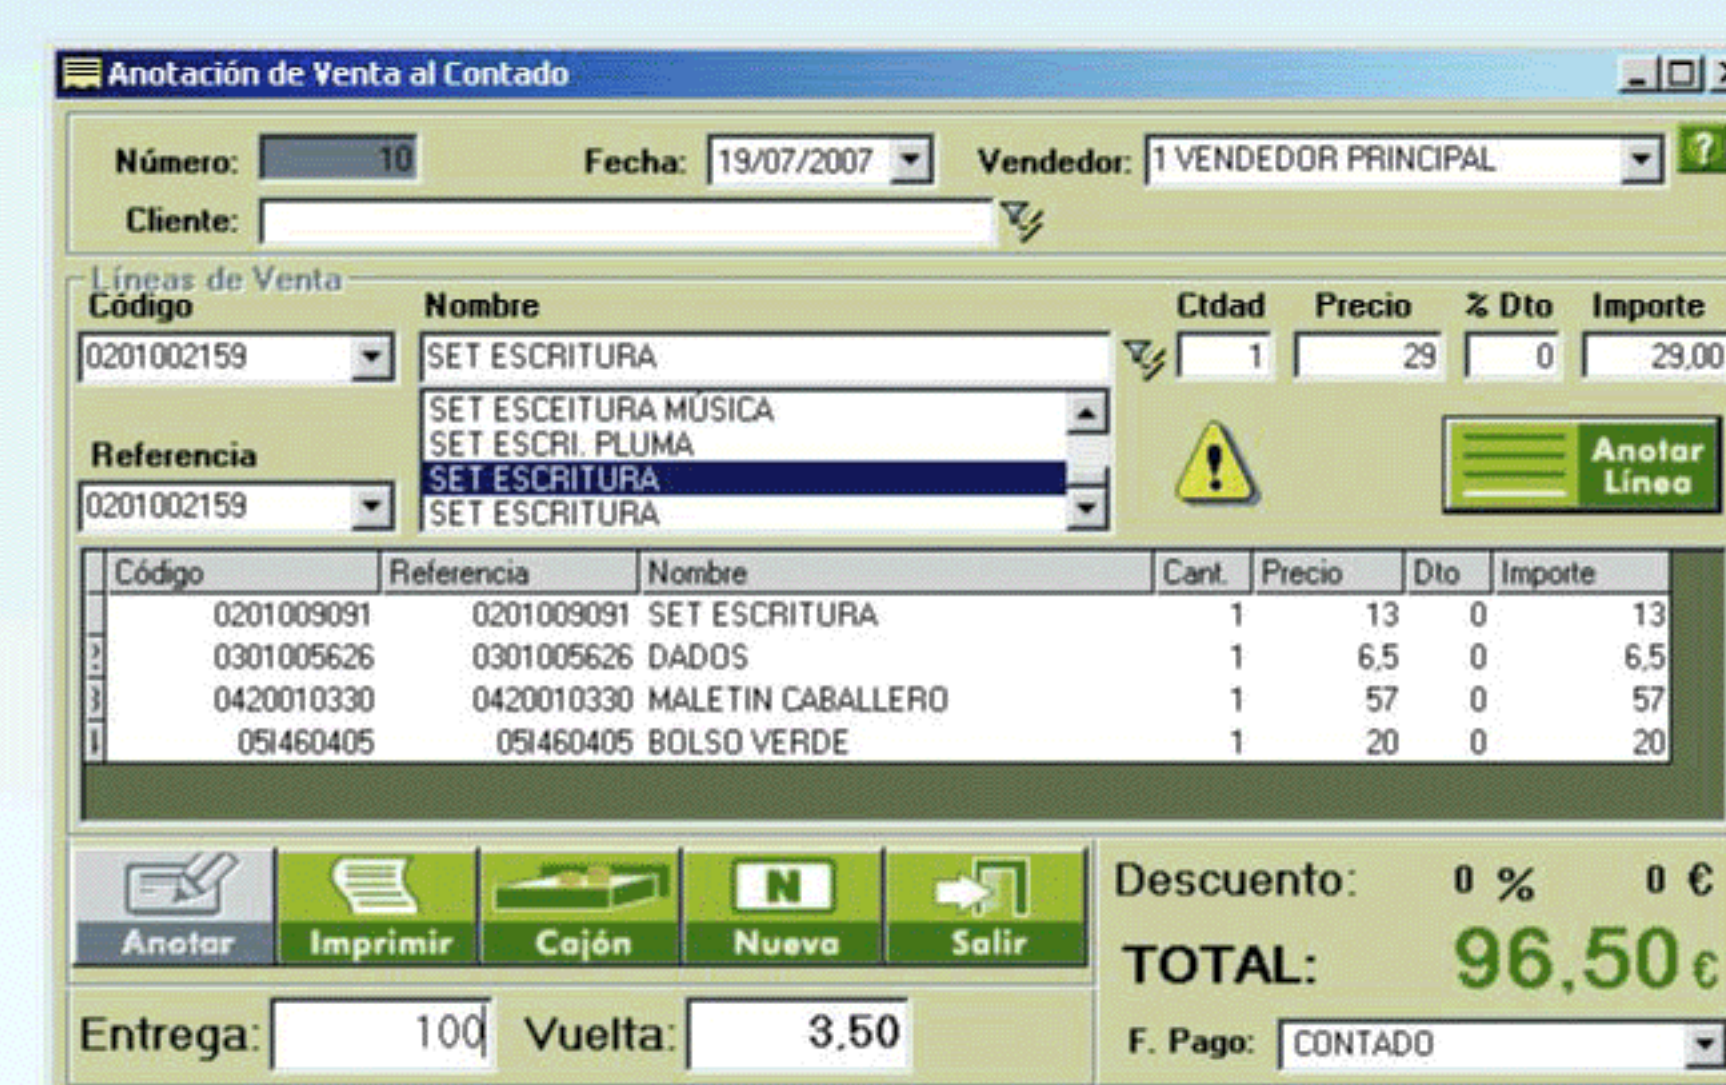 Anotación de Venta al Contado
Número: 10 Fecha: 19/07/2007 Vendedor: 1 VENDEDOR PRINCIPAL ?
Cliente:
Líneas de Venta
Código Nombre Ctdad Precio % Dto Importe
0201002159 SET ESCRITURA 1 29 0 29,00
SET ESCEITURA MÚSICA
SET ESCRI. PLUMA
Referencia SET ESCRITURA Anotar
Línea
0201002159 SET ESCRITURA
Código Referencia Nombre Cant. Precio Dto Importe
0201009091 0201009091 SET ESCRITURA 1 13 0 13
0301005626 0301005626 DADOS 1 6,5 0 6,5
0420010330 0420010330 MALETIN CABALLERO 1 57 0 57
05I460405 05I460405 BOLSO VERDE 1 20 0 20
N
Anotar Imprimir Cajón Nueva Salir
Descuento: 0 % 0 €
TOTAL: 96,50 €
Entrega: 100 Vuelta: 3,50
F. Pago: CONTADO